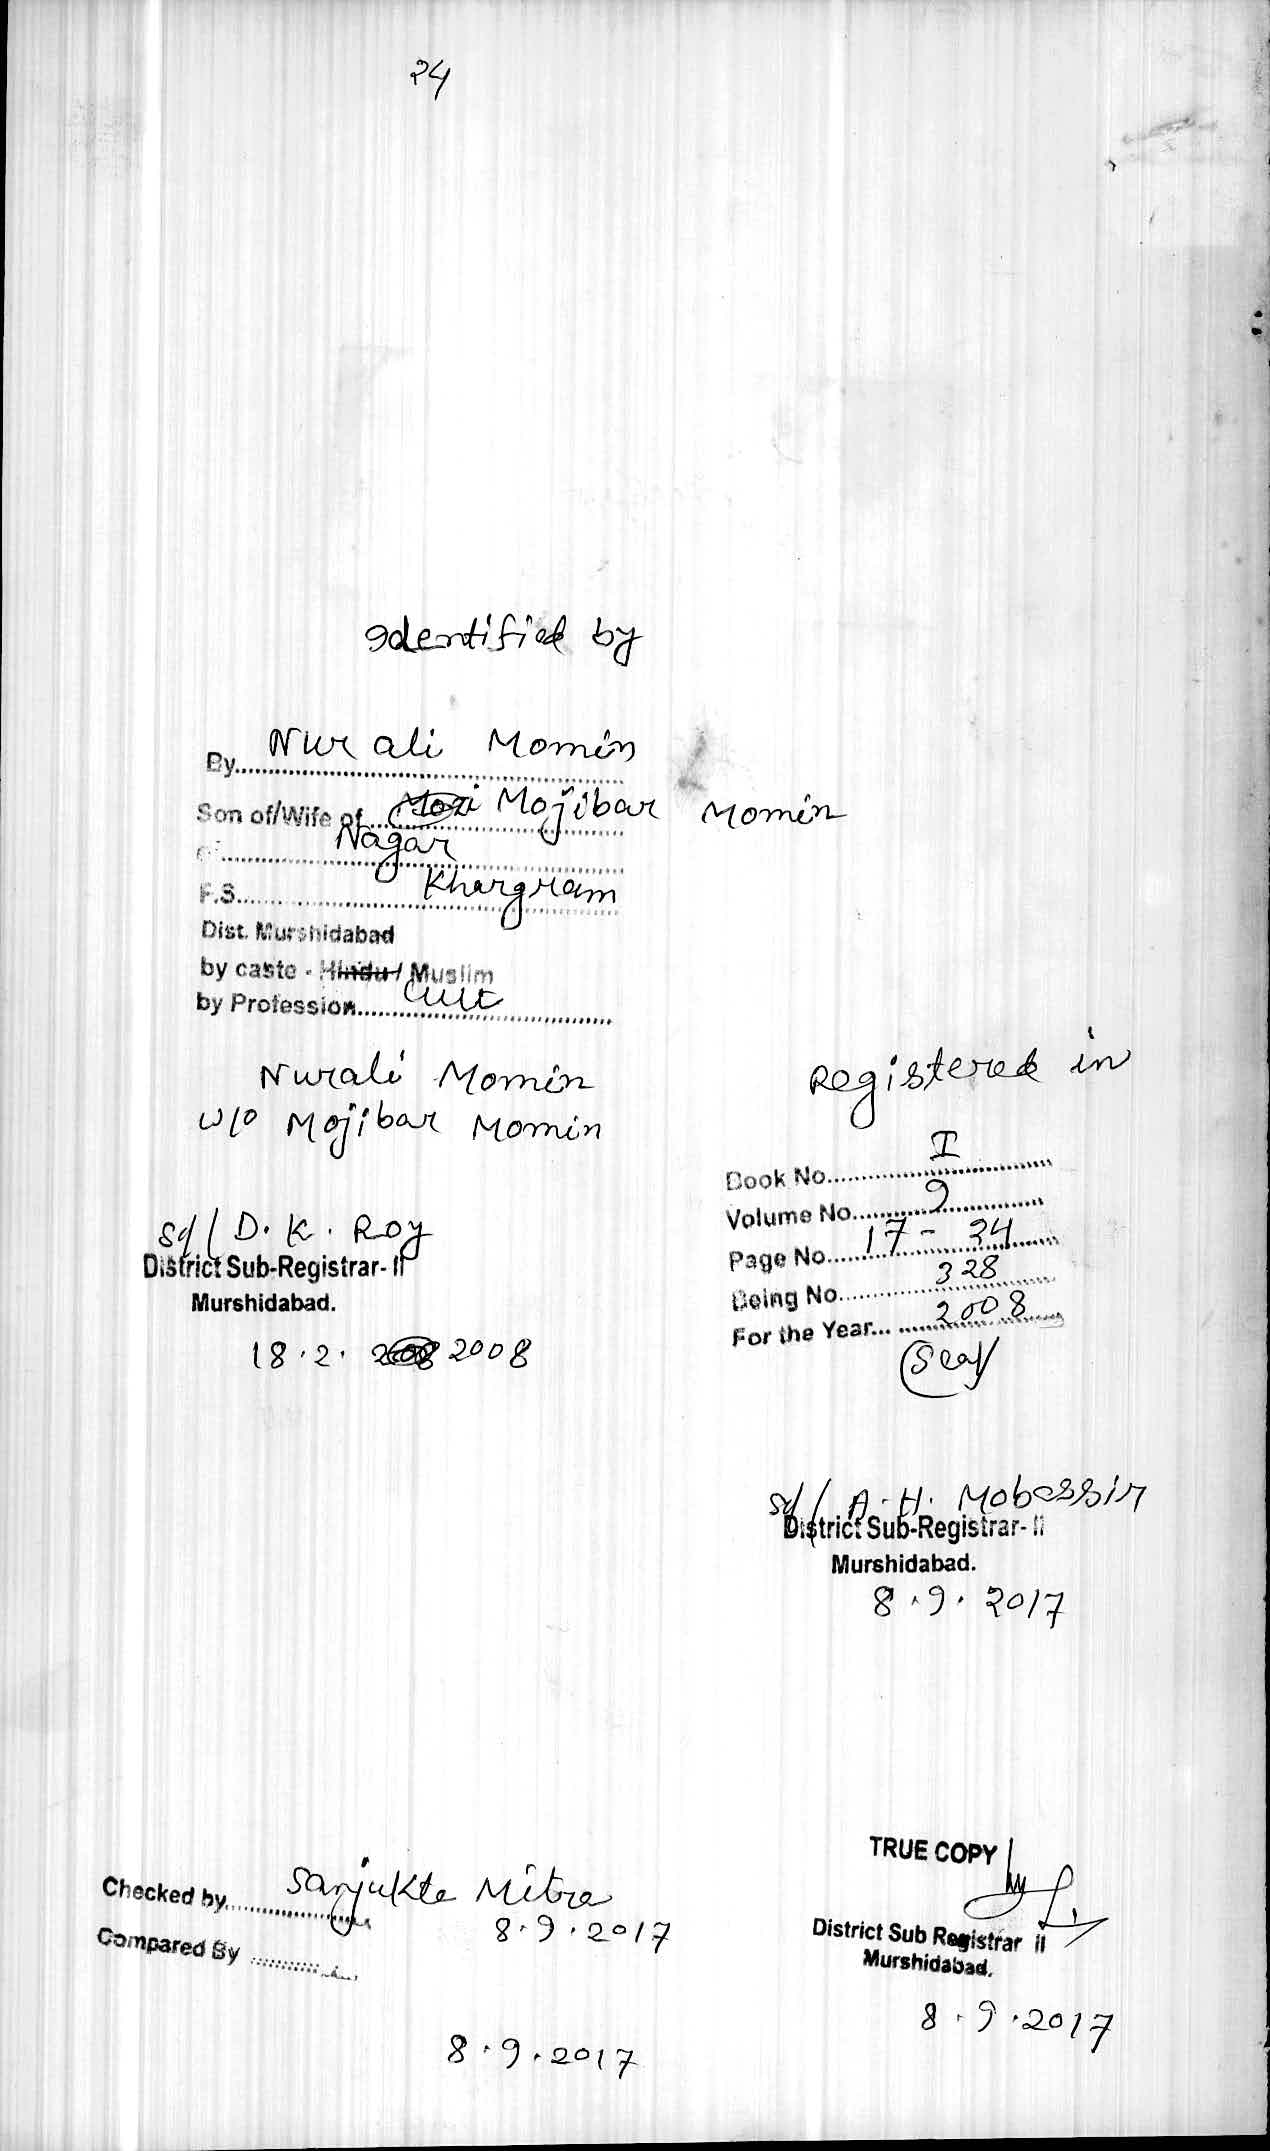 24
Identified by
By Nur ali Momin
Son of/Wife of Mojibar Momin
of Nagar
P.S. Khargram
Dist. Murshidabad
by caste - Hindu / Muslim
by Profession Cult
Nurali Momin
w/o Mojibar Momin
Sd/ D. K. Roy
District Sub-Registrar- II
Murshidabad.
18.2. 2008 2008
Registered in
Book No. I
Volume No. 9
Page No. 17 - 24
Being No. 328
For the Year... 2008
(Seal)
Sd/ A. H. Mobassir
District Sub-Registrar- II
Murshidabad.
8.9.2017
Checked by Sanjukta Mitra
8.9.2017
Compared By
8.9.2017
TRUE COPY
District Sub Registrar II
Murshidabad.
8.9.2017